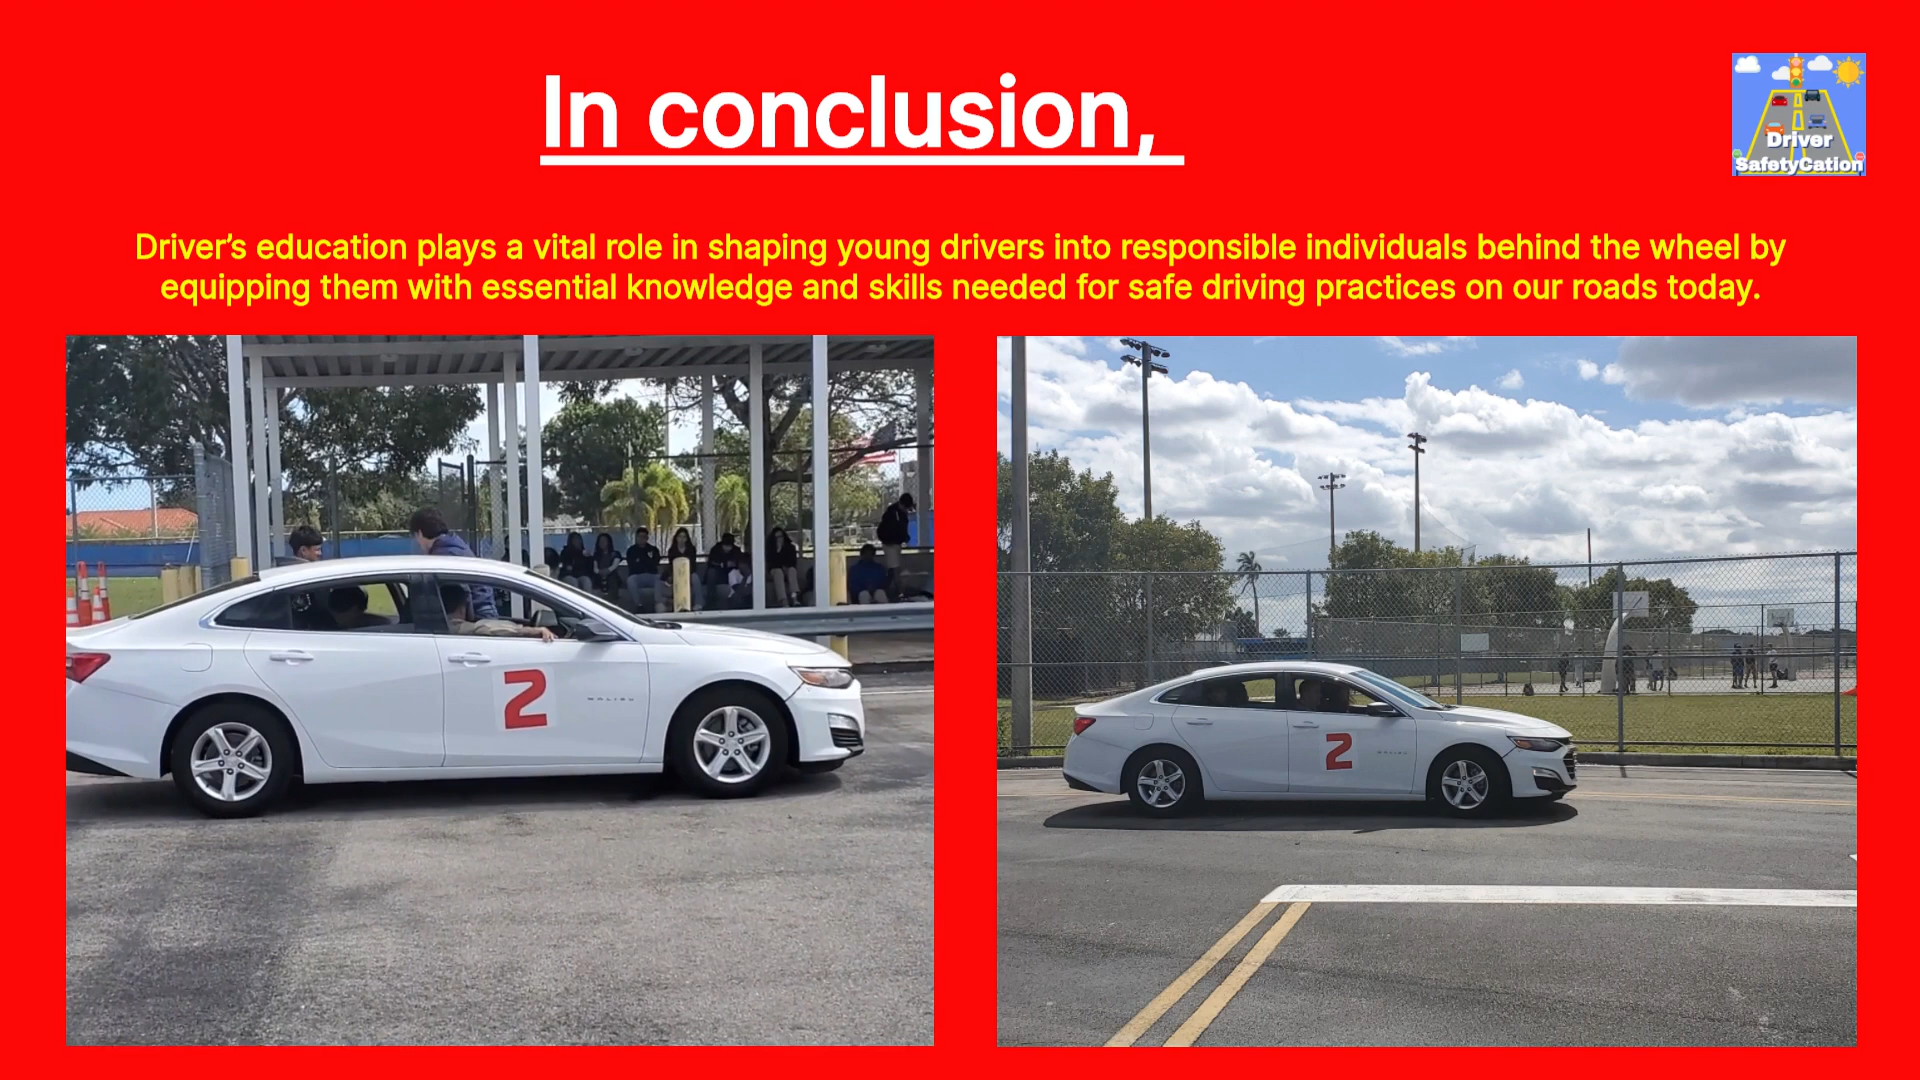 In conclusion,
Driver
SafetyCation
Driver’s education plays a vital role in shaping young drivers into responsible individuals behind the wheel by
equipping them with essential knowledge and skills needed for safe driving practices on our roads today.
2
MALIBU
2